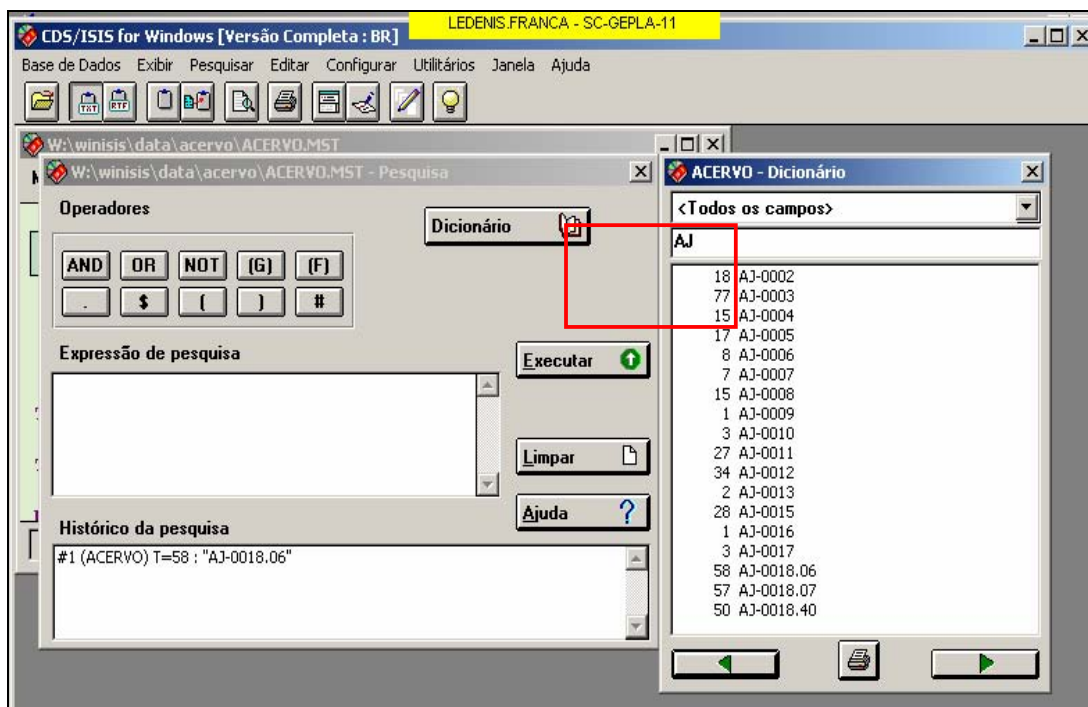 LEDENIS.FRANCA - SC-GEPLA-11
CDS/ISIS for Windows [Versão Completa : BR]
Base de Dados Exibir Pesquisar Editar Configurar Utilitários Janela Ajuda
TXT RTF
W:\winisis\data\acervo\ACERVO.MST
W:\winisis\data\acervo\ACERVO.MST - Pesquisa
Operadores
Dicionário
AND OR NOT (G) (F)
. $ ( ) #
Expressão de pesquisa
Executar
Limpar
Ajuda ?
Histórico da pesquisa
#1 (ACERVO) T=58 : "AJ-0018.06"
ACERVO - Dicionário
<Todos os campos>
AJ
18 AJ-0002
77 AJ-0003
15 AJ-0004
17 AJ-0005
8 AJ-0006
7 AJ-0007
15 AJ-0008
1 AJ-0009
3 AJ-0010
27 AJ-0011
34 AJ-0012
2 AJ-0013
28 AJ-0015
1 AJ-0016
3 AJ-0017
58 AJ-0018.06
57 AJ-0018.07
50 AJ-0018.40